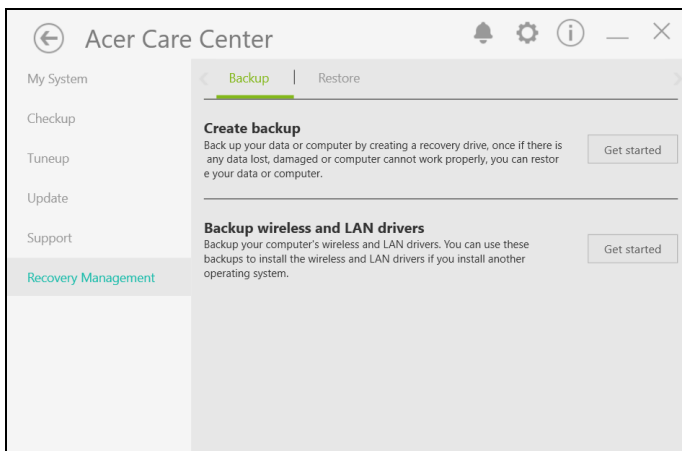 Acer Care Center
My System
Checkup
Tuneup
Update
Support
Recovery Management
Backup | Restore
Create backup
Back up your data or computer by creating a recovery drive, once if there is
any data lost, damaged or computer cannot work properly, you can restor
e your data or computer.
Get started
Backup wireless and LAN drivers
Backup your computer's wireless and LAN drivers. You can use these
backups to install the wireless and LAN drivers if you install another
operating system.
Get started